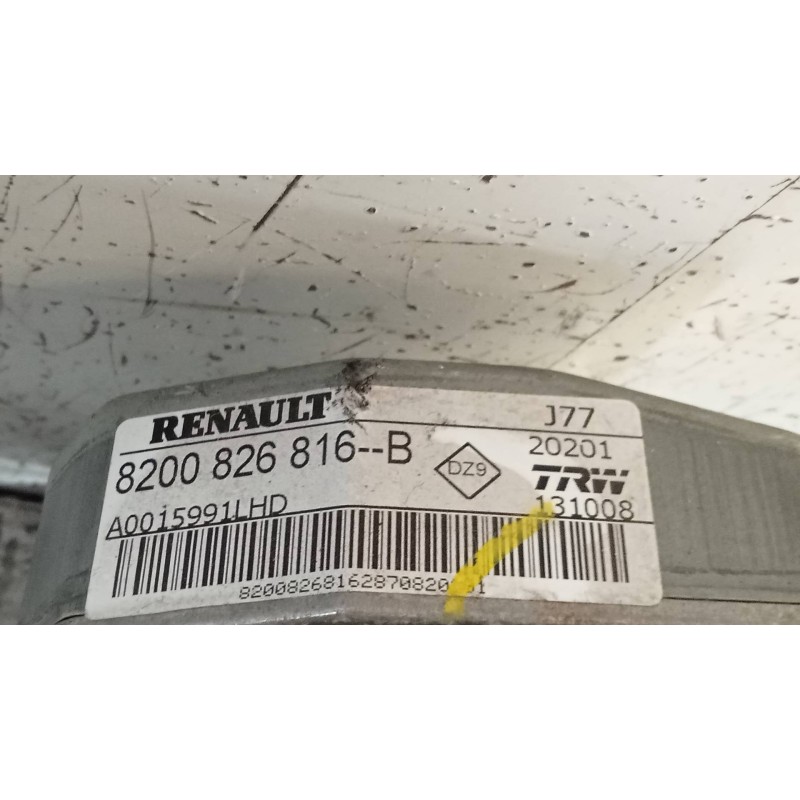 RENAULT
J77
8200 826 816--B
DZ9
20201
TRW
A0015991LHD
131008